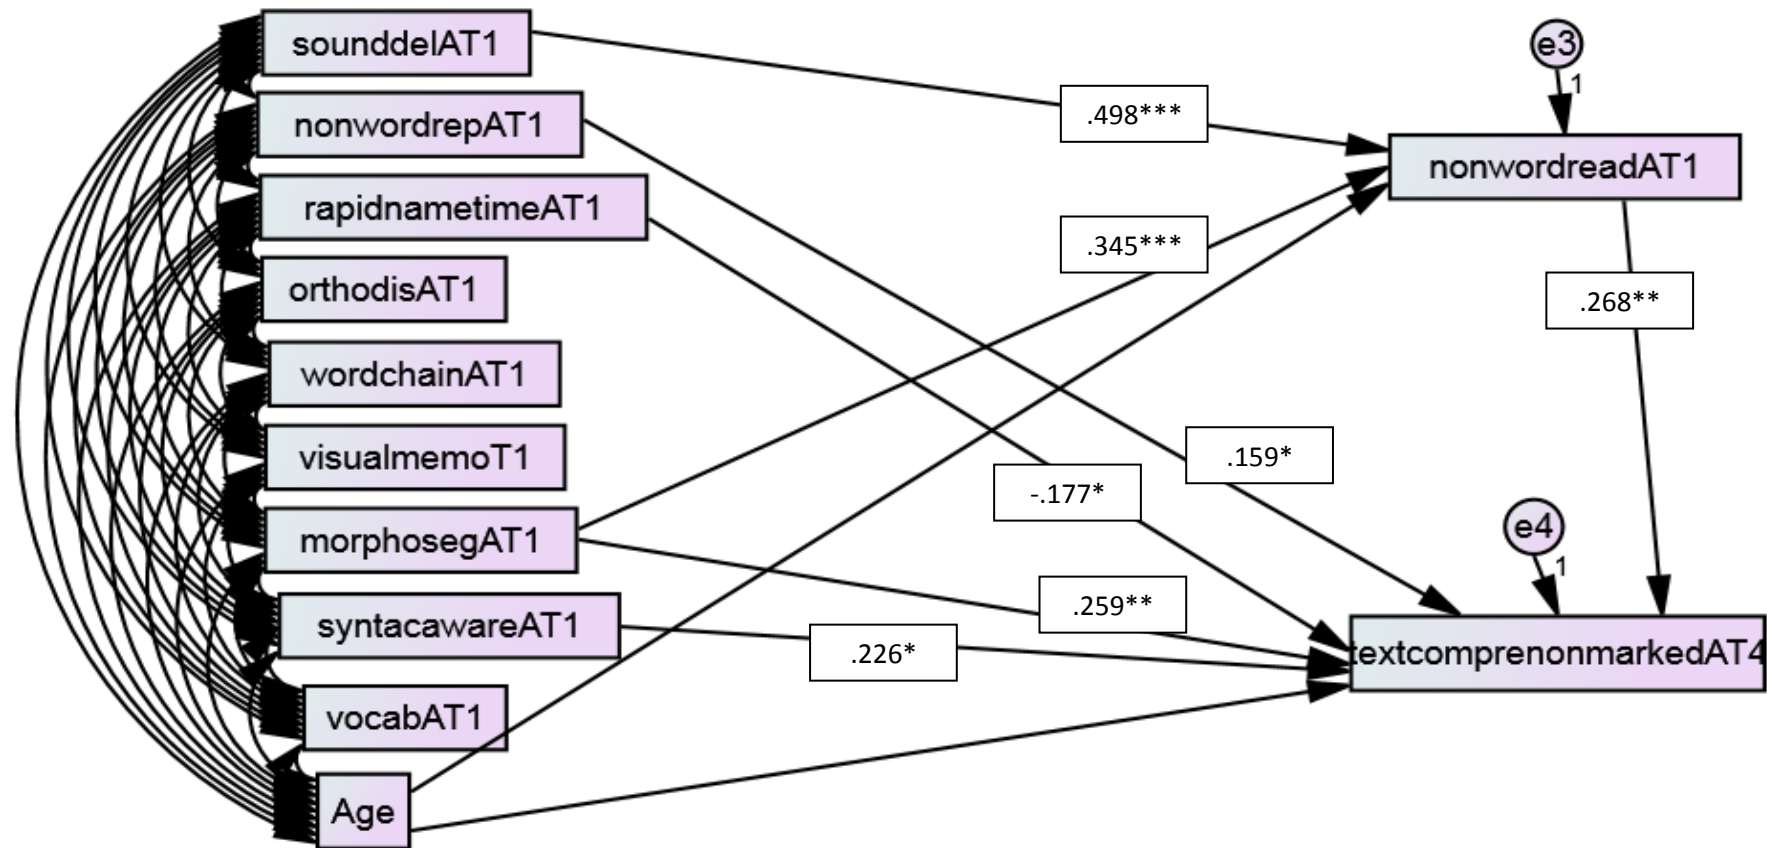 sounddelAT1
nonwordrepAT1
rapidnametimeAT1
orthodisAT1
wordchainAT1
visualmemoT1
morphosegAT1
syntacawareAT1
vocabAT1
Age
.498***
.345***
.159*
-.177*
.259**
.226*
e3
1
nonwordreadAT1
.268**
e4
1
textcomprenonmarkedAT4